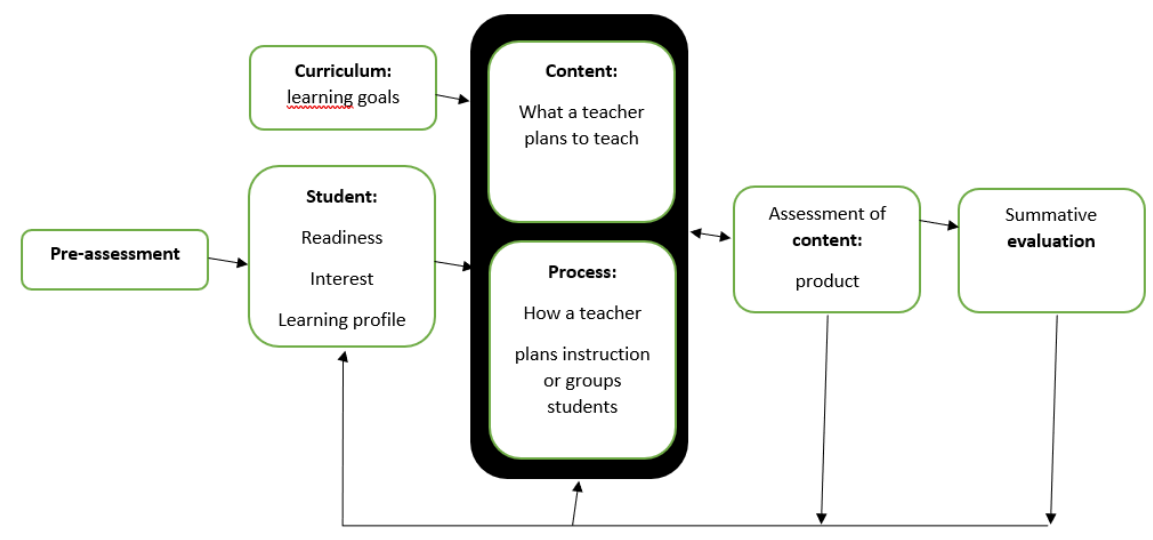 Pre-assessment
Curriculum:
learning goals
Student:
Readiness
Interest
Learning profile
Content:
What a teacher
plans to teach
Process:
How a teacher
plans instruction
or groups
students
Assessment of
content:
product
Summative
evaluation